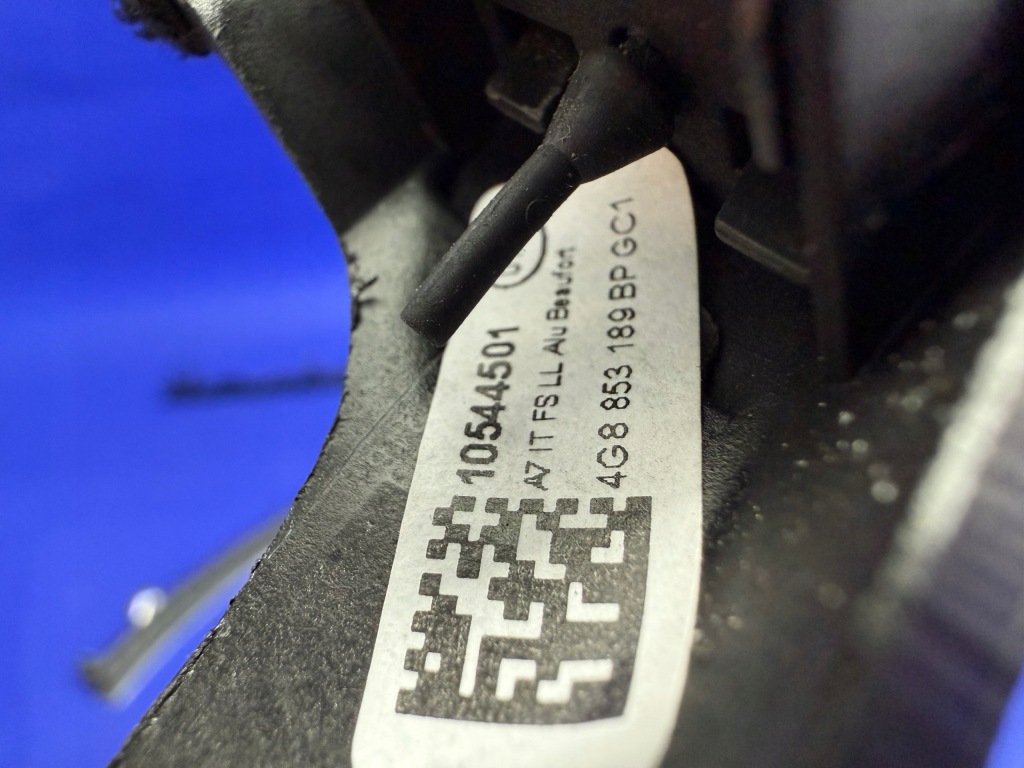 10544501
A7 IT FS LL Alu Beaufort
4G8 853 189 BP GC1